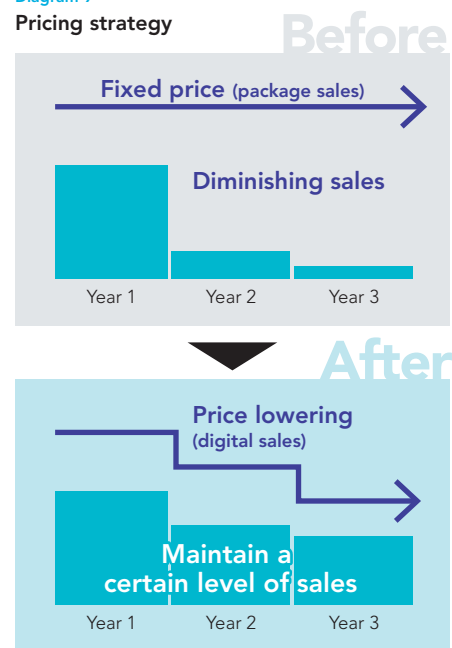 Pricing strategy
Before
Fixed price (package sales)
Diminishing sales
Year 1 Year 2 Year 3
After
Price lowering
(digital sales)
Maintain a
certain level of sales
Year 1 Year 2 Year 3